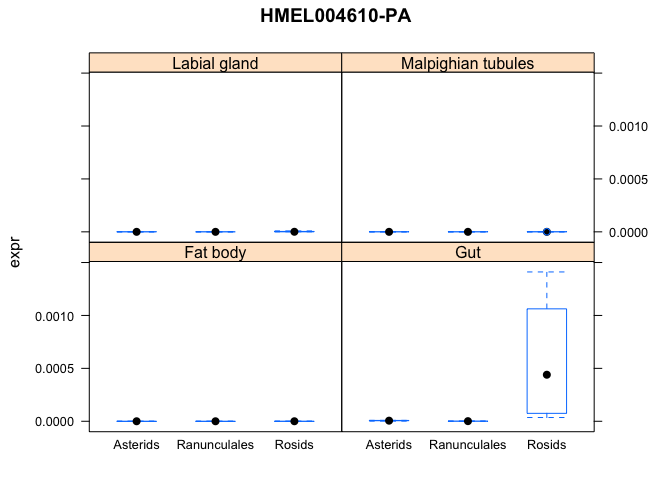 HMEL004610-PA
Labial gland Malpighian tubules
0.0010
0.0005
0.0000
expr
Fat body Gut
0.0010
0.0005
0.0000
Asterids Ranunculales Rosids Asterids Ranunculales Rosids